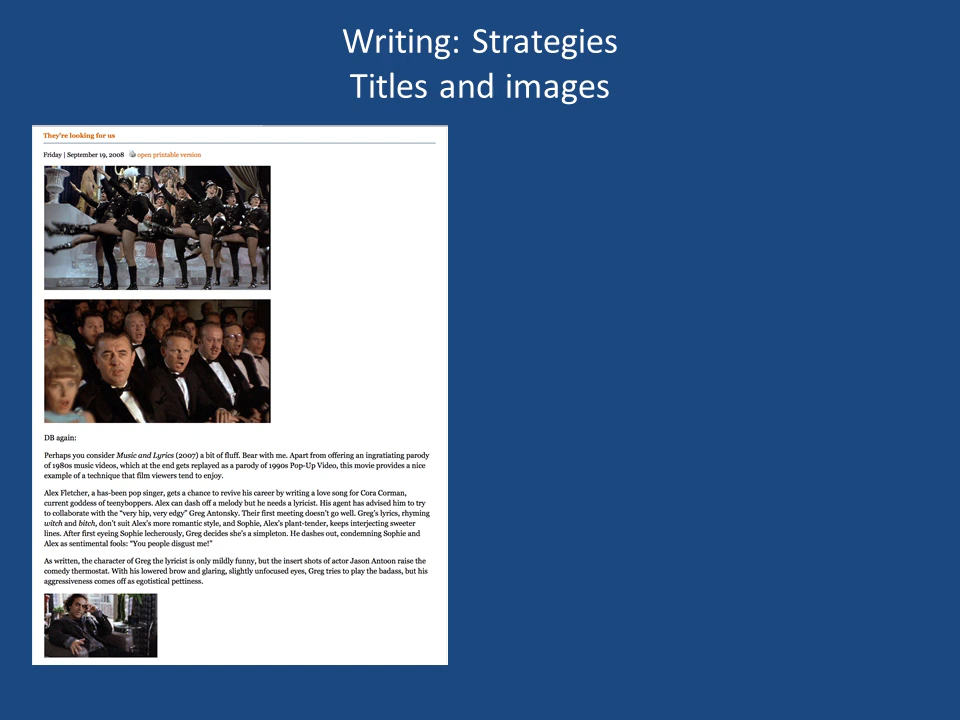 Writing: Strategies
Titles and images
They're looking for us
Friday | September 19, 2008 open printable version
DB again:
Perhaps you consider Music and Lyrics (2007) a bit of fluff. Bear with me. Apart from offering an ingratiating parody
of 1980s music videos, which at the end gets replayed as a parody of 1990s Pop-Up Video, this movie provides a nice
example of a technique that film viewers tend to enjoy.
Alex Fletcher, a has-been pop singer, gets a chance to revive his career by writing a love song for Cora Corman,
current goddess of teenyboppers. Alex can dash off a melody but he needs a lyricist. His agent has advised him to try
to collaborate with the “very hip, very edgy” Greg Antonsky. Their first meeting doesn't go well. Greg's lyrics, rhyming
witch and bitch, don't suit Alex's more romantic style, and Sophie, Alex's plant-tender, keeps interjecting sweeter
lines. After first eyeing Sophie lecherously, Greg decides she's a simpleton. He dashes out, condemning Sophie and
Alex as sentimental fools: “You people disgust me!”
As written, the character of Greg the lyricist is only mildly funny, but the insert shots of actor Jason Antoon raise the
comedy thermostat. With his lowered brow and glaring, slightly unfocused eyes, Greg tries to play the badass, but his
aggressiveness comes off as egotistical pettiness.